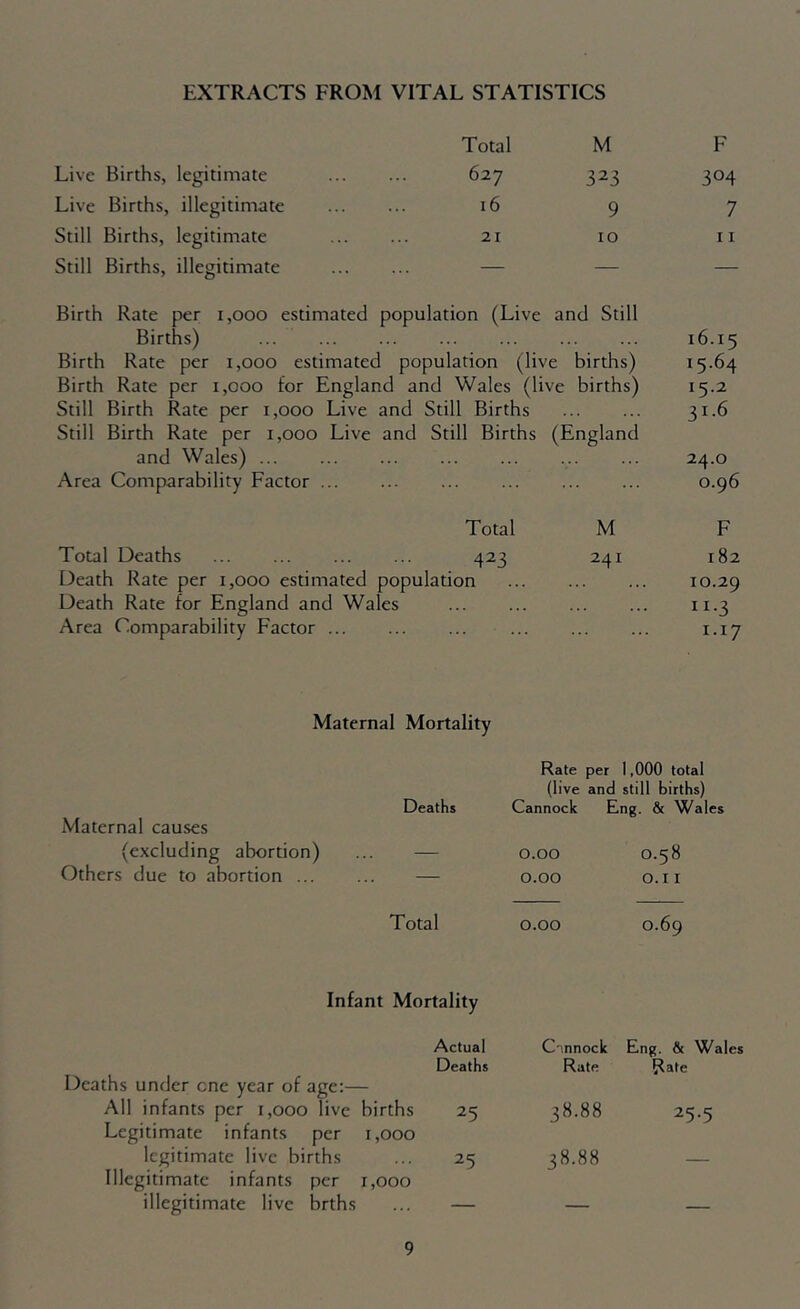 EXTRACTS FROM VITAL STATISTICS
Total M F
Live Births, legitimate ... ... 627 323 304
Live Births, illegitimate ... ... 16 9 7
Still Births, legitimate ... ... 21 10 11
Still Births, illegitimate ... ... — — —
Birth Rate per 1,000 estimated population (Live and Still
Births) ... ... ... ... ... ... ... 16.15
Birth Rate per 1,000 estimated population (live births) 15.64
Birth Rate per 1,000 for England and Wales (live births) 15.2
Still Birth Rate per 1,000 Live and Still Births ... ... 31.6
Still Birth Rate per 1,000 Live and Still Births (England
and Wales) ... ... ... ... ... ... ... 24.0
Area Comparability Factor ... ... ... ... ... ... 0.96
Total M F
Total Deaths ... ... ... ... 423 241 182
Death Rate per 1,000 estimated population ... ... ... 10.29
Death Rate for England and Wales ... ... ... ... 11.3
Area Comparability Factor ... ... ... ... ... ... 1.17
Maternal Mortality
Rate per 1,000 total
(live and still births)
Deaths Cannock Eng. & Wales
Maternal causes
(excluding abortion) ... — 0.00 0.58
Others due to abortion ... ... — 0.00 0.11
Total 0.00 0.69
Infant Mortality
Actual Cannock Eng. & Wales
Deaths Rate Rate
Deaths under one year of age:—
All infants per 1,000 live births 25 38.88 25.5
Legitimate infants per 1,000
legitimate live births ... 25 38.88 —
Illegitimate infants per 1,000
illegitimate live brths ... — — —
9